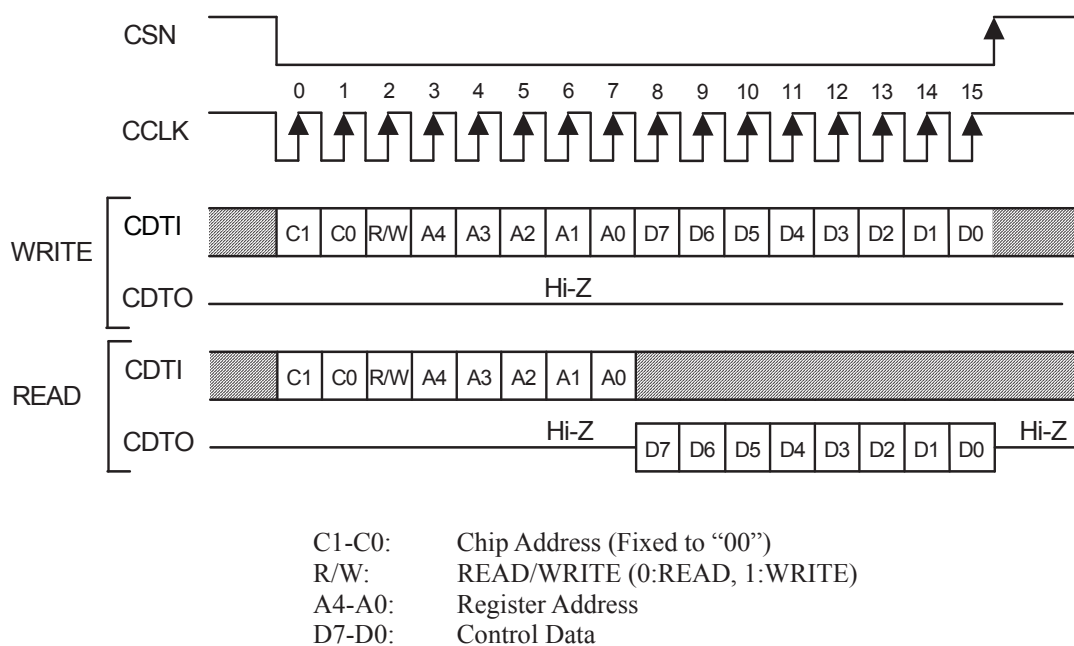 CSN
0 1 2 3 4 5 6 7 8 9 10 11 12 13 14 15
CCLK
WRITE
CDTI
C1 C0 R/W A4 A3 A2 A1 A0 D7 D6 D5 D4 D3 D2 D1 D0
CDTO
Hi-Z
READ
CDTI
C1 C0 R/W A4 A3 A2 A1 A0
CDTO
Hi-Z
D7 D6 D5 D4 D3 D2 D1 D0
Hi-Z
C1-C0: Chip Address (Fixed to “00”)
R/W: READ/WRITE (0:READ, 1:WRITE)
A4-A0: Register Address
D7-D0: Control Data